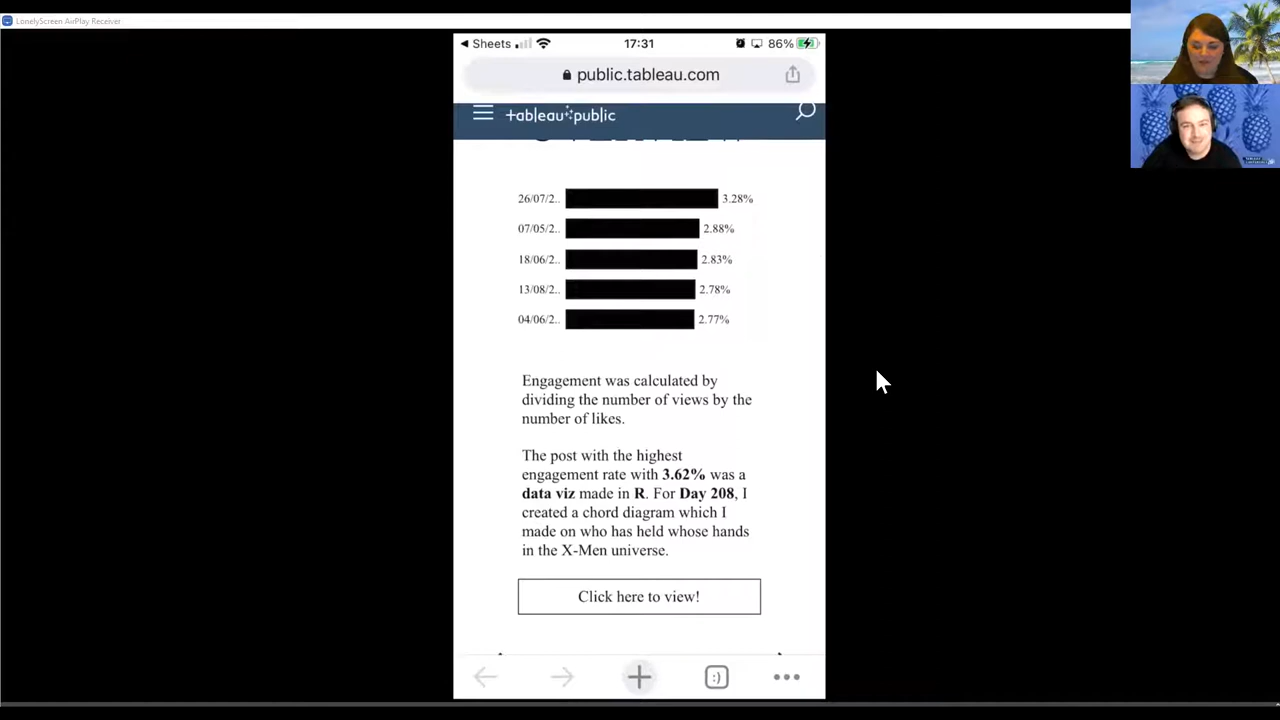 LonelyScreen AirPlay Receiver
Sheets
17:31
86%
public.tableau.com
+ableau public
26/07/2.. 3.28%
07/05/2.. 2.88%
18/06/2.. 2.83%
13/08/2.. 2.78%
04/06/2.. 2.77%
Engagement was calculated by
dividing the number of views by the
number of likes.
The post with the highest
engagement rate with 3.62% was a
data viz made in R. For Day 208, I
created a chord diagram which I
made on who has held whose hands
in the X-Men universe.
Click here to view!